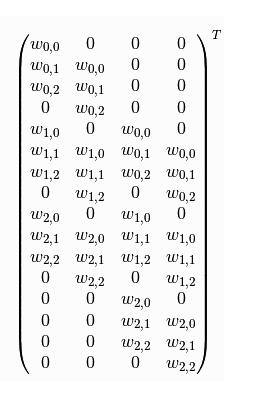 w0,0 0 0 0 T
w0,1 w0,0 0 0
w0,2 w0,1 0 0
0 w0,2 0 0
w1,0 0 w0,0 0
w1,1 w1,0 w0,1 w0,0
w1,2 w1,1 w0,2 w0,1
0 w1,2 0 w0,2
w2,0 0 w1,0 0
w2,1 w2,0 w1,1 w1,0
w2,2 w2,1 w1,2 w1,1
0 w2,2 0 w1,2
0 0 w2,0 0
0 0 w2,1 w2,0
0 0 w2,2 w2,1
0 0 0 w2,2